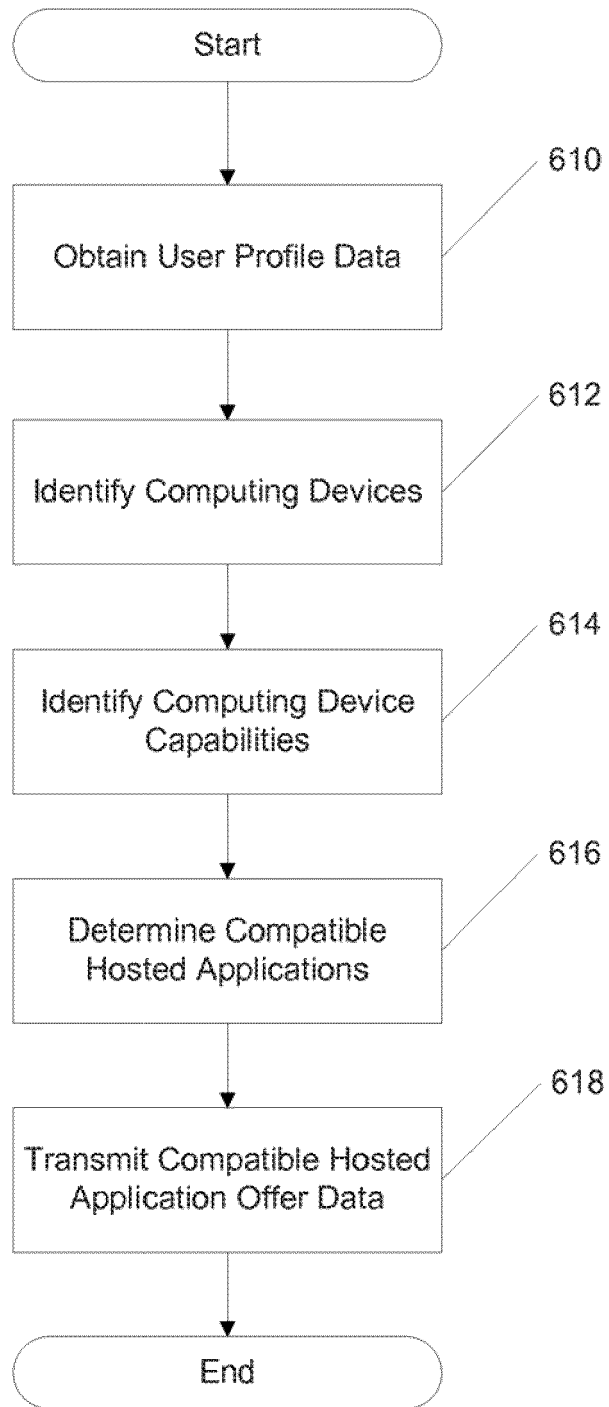 Start
610
Obtain User Profile Data
612
Identify Computing Devices
614
Identify Computing Device
Capabilities
616
Determine Compatible
Hosted Applications
618
Transmit Compatible Hosted
Application Offer Data
End